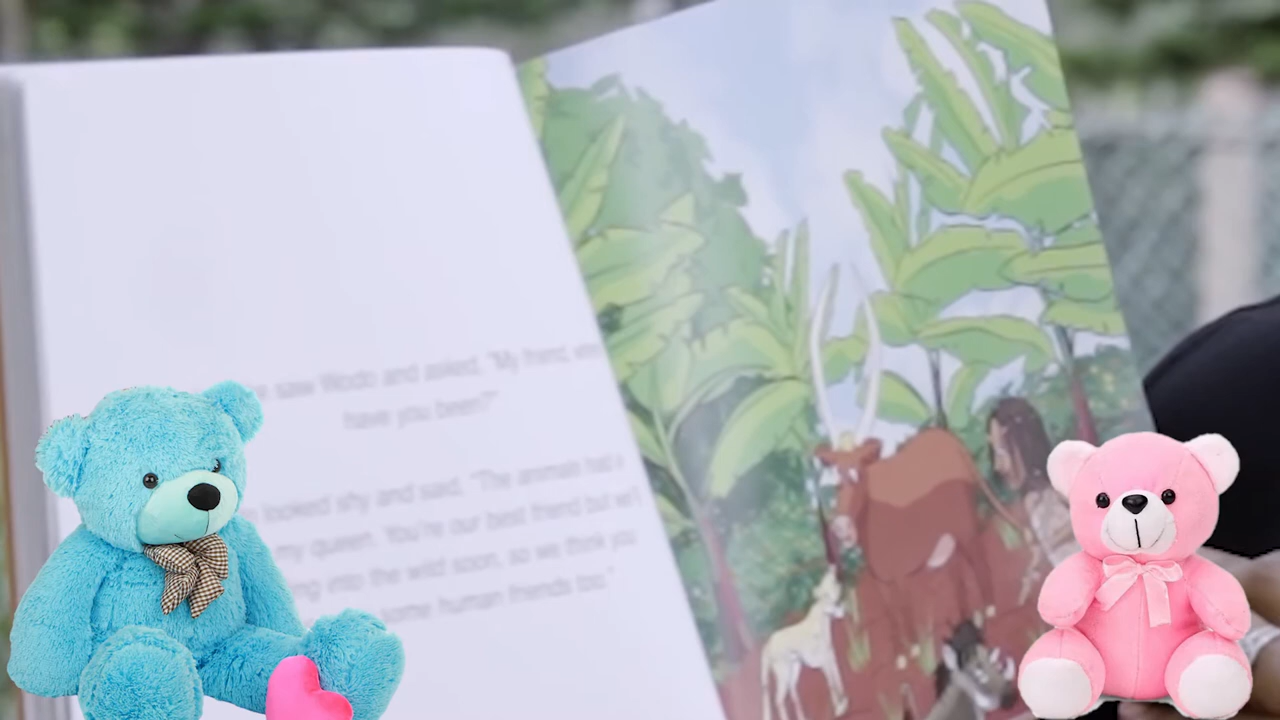 saw Wodo and asked, "My friend,
have you been?"
looked shy and said, "The animals had a
my queen. You're our best friend but we'll
into the wild soon, so we think you
some human friends too."